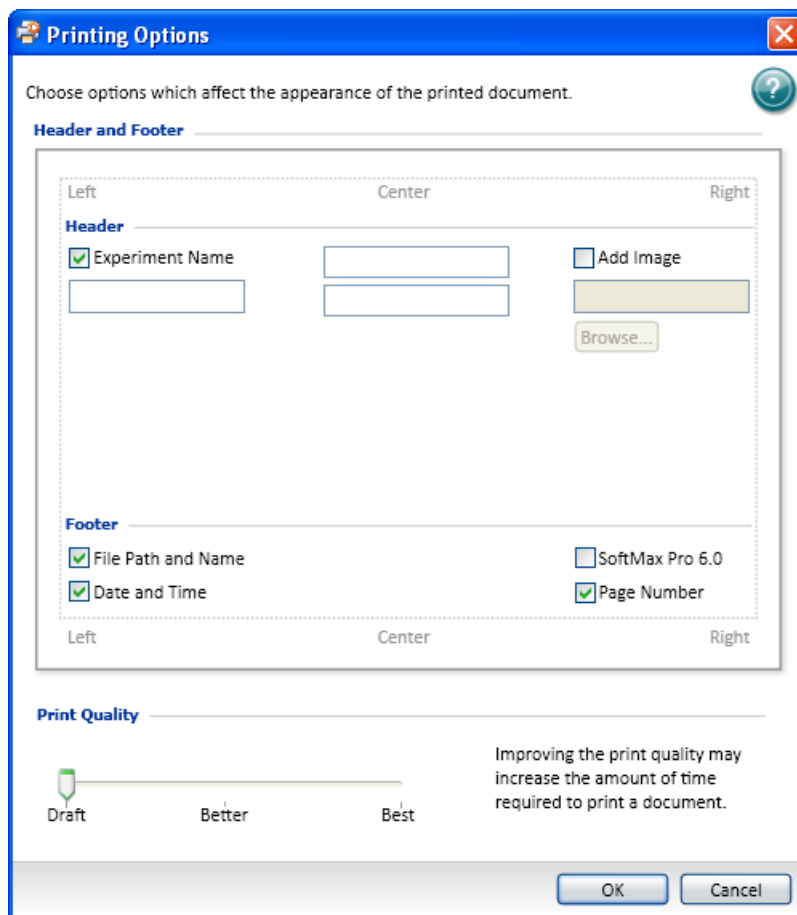 Printing Options
Choose options which affect the appearance of the printed document.
?
Header and Footer
Left Center Right
Header
Experiment Name Add Image
Browse...
Footer
File Path and Name SoftMax Pro 6.0
Date and Time Page Number
Left Center Right
Print Quality
Improving the print quality may
increase the amount of time
required to print a document.
Draft Better Best
OK Cancel